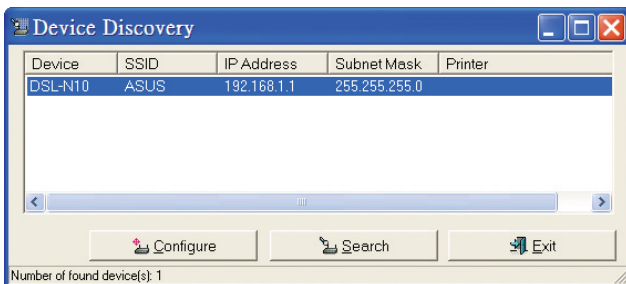 Device Discovery
Device SSID IP Address Subnet Mask Printer
DSL-N10 ASUS 192.168.1.1 255.255.255.0
Configure Search Exit
Number of found device(s): 1